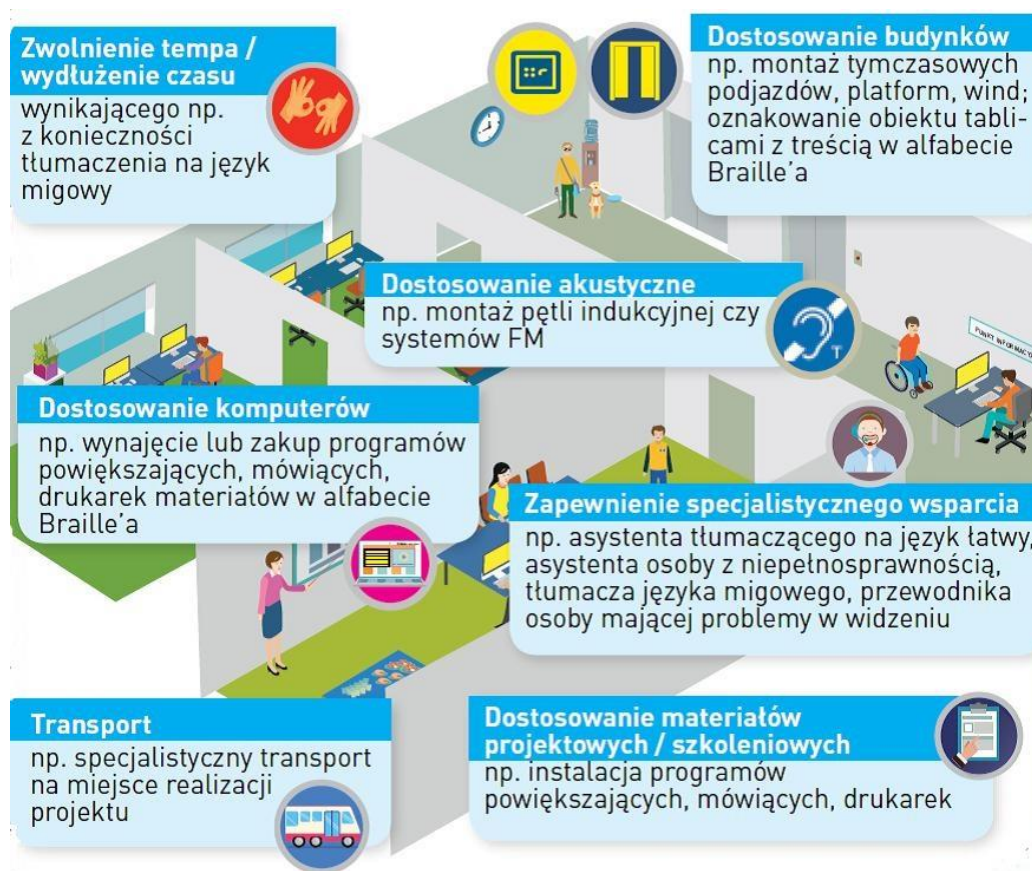 Zwolnienie tempa /
wydłużenie czasu
wynikającego np.
z konieczności
tłumaczenia na język
migowy
Dostosowanie budynków
np. montaż tymczasowych
podjazdów, platform, wind;
oznakowanie obiektu tabli-
cami z treścią w alfabecie
Braille’a
Dostosowanie akustyczne
np. montaż pętli indukcyjnej czy
systemów FM
T
PUNKT INFORMACYJ
Dostosowanie komputerów
np. wynajęcie lub zakup programów
powiększających, mówiących,
drukarek materiałów w alfabecie
Braille’a
Zapewnienie specjalistycznego wsparcia
np. asystenta tłumaczącego na język łatwy,
asystenta osoby z niepełnosprawnością,
tłumacza języka migowego, przewodnika
osoby mającej problemy w widzeniu
Transport
np. specjalistyczny transport
na miejsce realizacji
projektu
Dostosowanie materiałów
projektowych / szkoleniowych
np. instalacja programów
powiększających, mówiących, drukarek